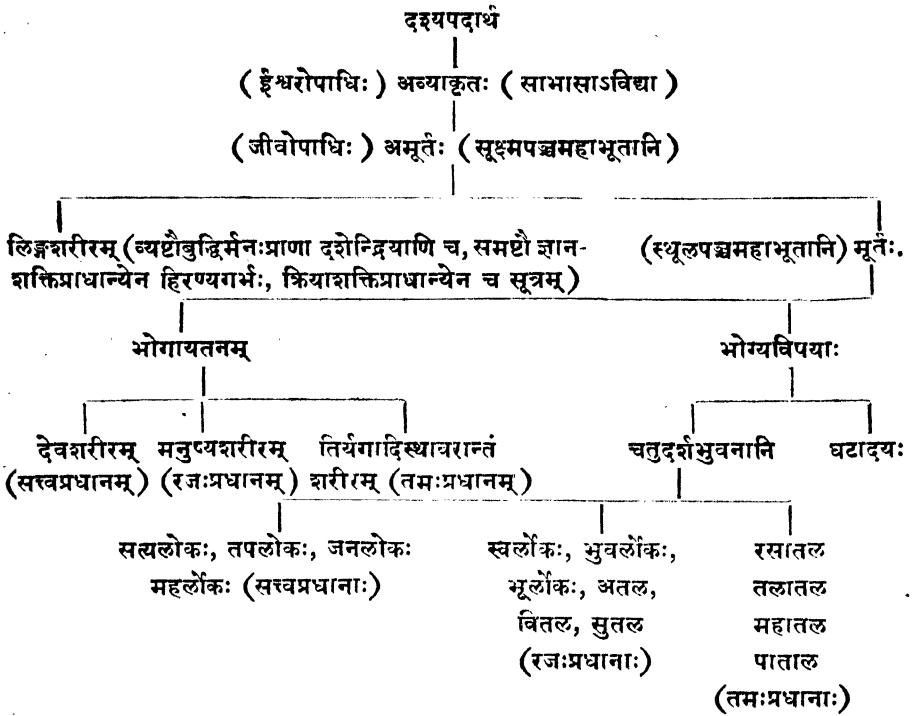 दृश्यपदार्थ
(ईश्वरोपाधिः) अव्याकृतः (साभासाऽविद्या)
(जीवोपाधिः) अमूर्तः (सूक्ष्मपञ्चमहाभूतानि)
लिङ्गशरीरम् (व्यष्टौबुद्धिर्मनःप्राणा दशेन्द्रियाणि च, समष्टौ ज्ञान-
शक्तिप्राधान्येन हिरण्यगर्भः, क्रियाशक्तिप्राधान्येन च सूत्रम्)
(स्थूलपञ्चमहाभूतानि) मूर्तः.
भोगायतनम् भोग्यविषयाः
देवशरीरम् मनुष्यशरीरम् तिर्यगादिस्थावरान्तं चतुदर्शभुवनानि घटादयः
(सत्त्वप्रधानम्) (रजःप्रधानम्) शरीरम् (तमःप्रधानम्)
सत्यलोकः, तपलोकः, जनलोकः
महर्लोकः (सत्त्वप्रधानाः)
स्वर्लोकः, भुवर्लोकः,
भूर्लोकः, अतल,
वितल, सुतल
(रजःप्रधानाः)
रसातल
तलातल
महातल
पाताल
(तमःप्रधानाः)